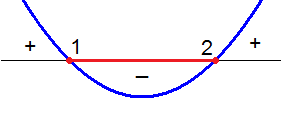 + 1 2 +
–